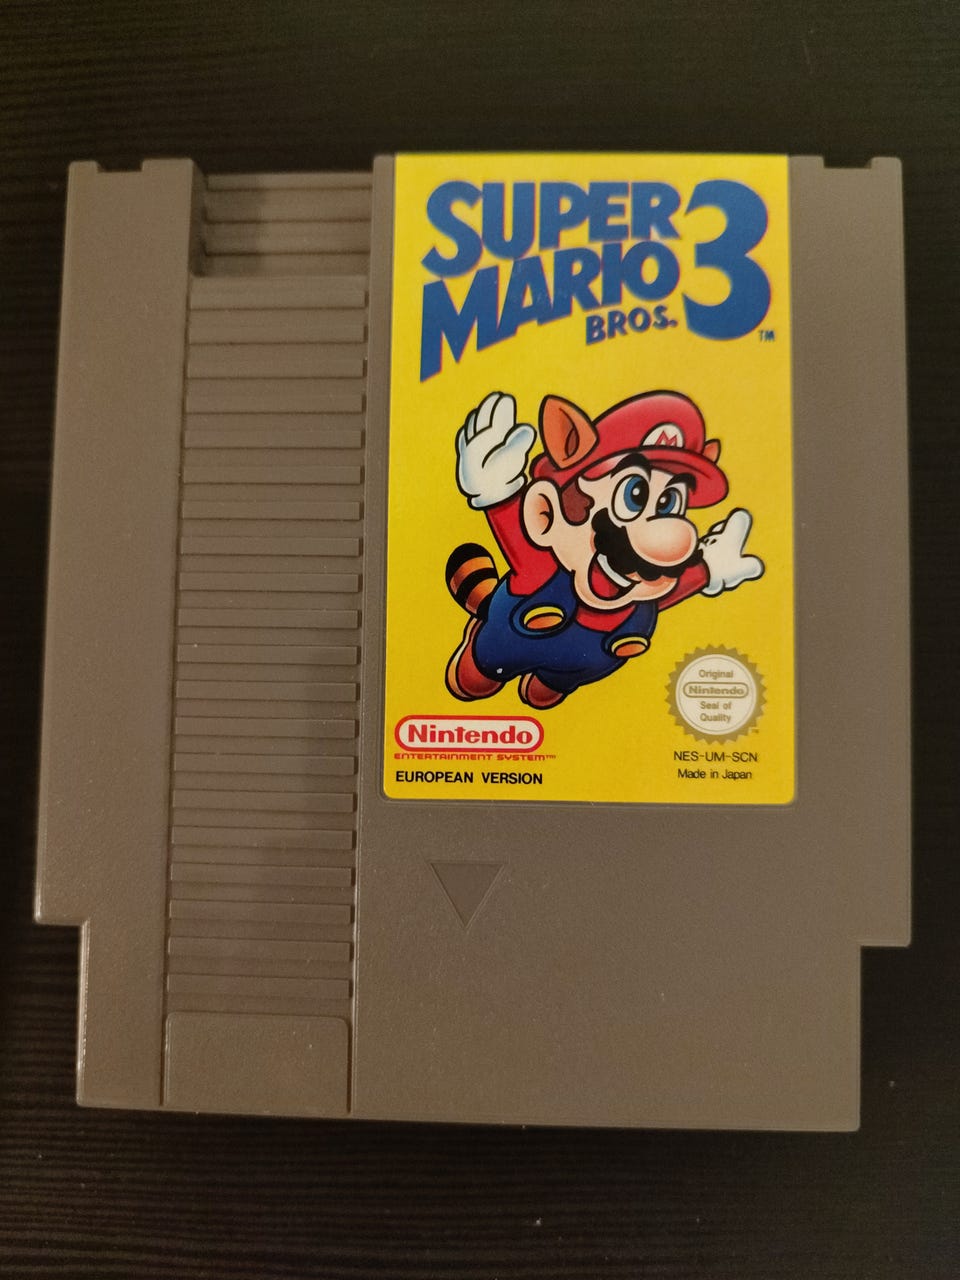 SUPER
MARIO
BROS. 3 ™
M
Original
Nintendo
Seal of
Quality
™
Nintendo
ENTERTAINMENT SYSTEM™
NES-UM-SCN
EUROPEAN VERSION
Made in Japan